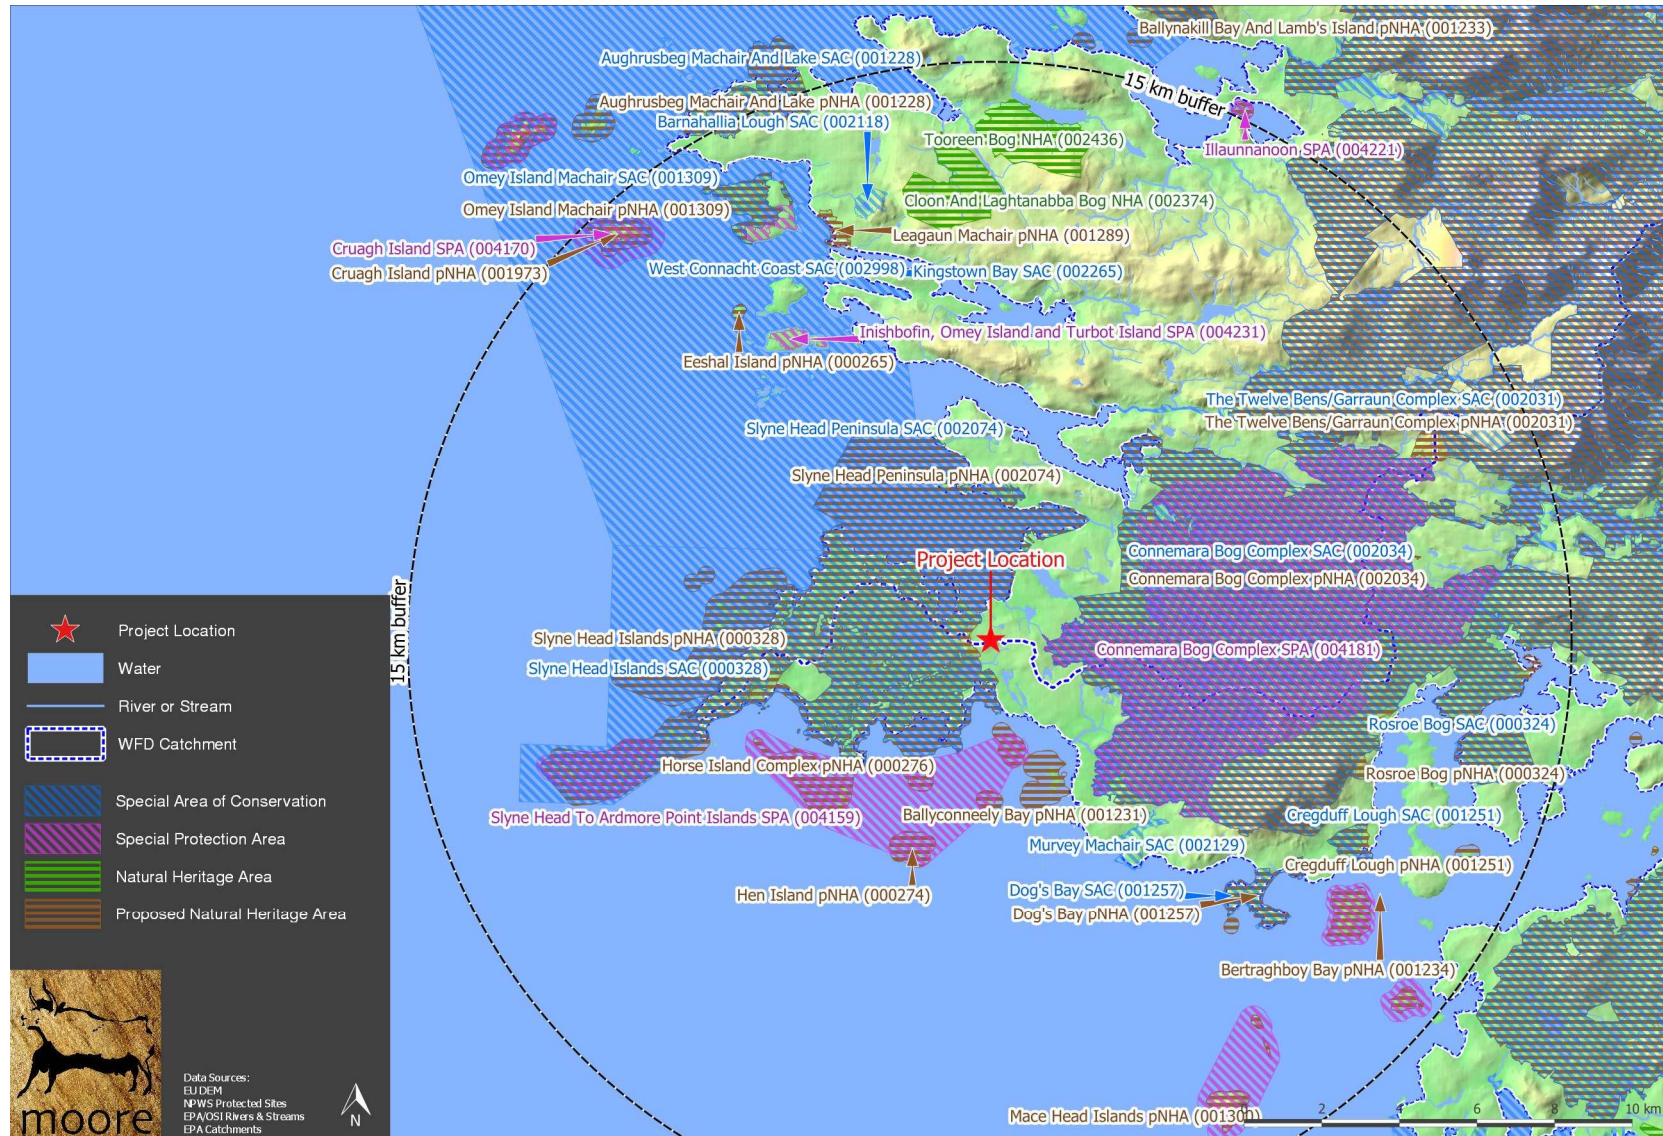 Ballynakill Bay And Lamb's Island pNHA (001233)
Aughrusbeg Machair And Lake SAC (001228)
15 km buffer
Aughrusbeg Machair And Lake pNHA (001228)
Barnahallia Lough SAC (002118)
Tooreen Bog NHA (002436)
Illaunnanoon SPA (004221)
Omey Island Machair SAC (001309)
Cloon And Laghtanabba Bog NHA (002374)
Omey Island Machair pNHA (001309)
Leagaun Machair pNHA (001289)
Cruagh Island SPA (004170)
Cruagh Island pNHA (001973)
West Connacht Coast SAC (002998)
Kingstown Bay SAC (002265)
Inishbofin, Omey Island and Turbot Island SPA (004231)
Eeshal Island pNHA (000265)
The Twelve Bens/Garraun Complex SAC (002031)
The Twelve Bens/Garraun Complex pNHA (002031)
Slyne Head Peninsula SAC (002074)
Slyne Head Peninsula pNHA (002074)
Connemara Bog Complex SAC (002034)
Project Location
Connemara Bog Complex pNHA (002034)
15 km buffer
Slyne Head Islands pNHA (000328)
Connemara Bog Complex SPA (004181)
Slyne Head Islands SAC (000328)
Rosroe Bog SAC (000324)
Horse Island Complex pNHA (000276)
Rosroe Bog pNHA (000324)
Slyne Head To Ardmore Point Islands SPA (004159)
Ballyconneely Bay pNHA (001231)
Cregduff Lough SAC (001251)
Murvey Machair SAC (002129)
Cregduff Lough pNHA (001251)
Hen Island pNHA (000274)
Dog's Bay SAC (001257)
Dog's Bay pNHA (001257)
Bertraghboy Bay pNHA (001234)
Mace Head Islands pNHA (001300)
2
4
6
8
10 km
Project Location
Water
River or Stream
WFD Catchment
Special Area of Conservation
Special Protection Area
Natural Heritage Area
Proposed Natural Heritage Area
moore
Data Sources:
EU DEM
NPWS Protected Sites
EPA/OSI Rivers & Streams
EPA Catchments
N